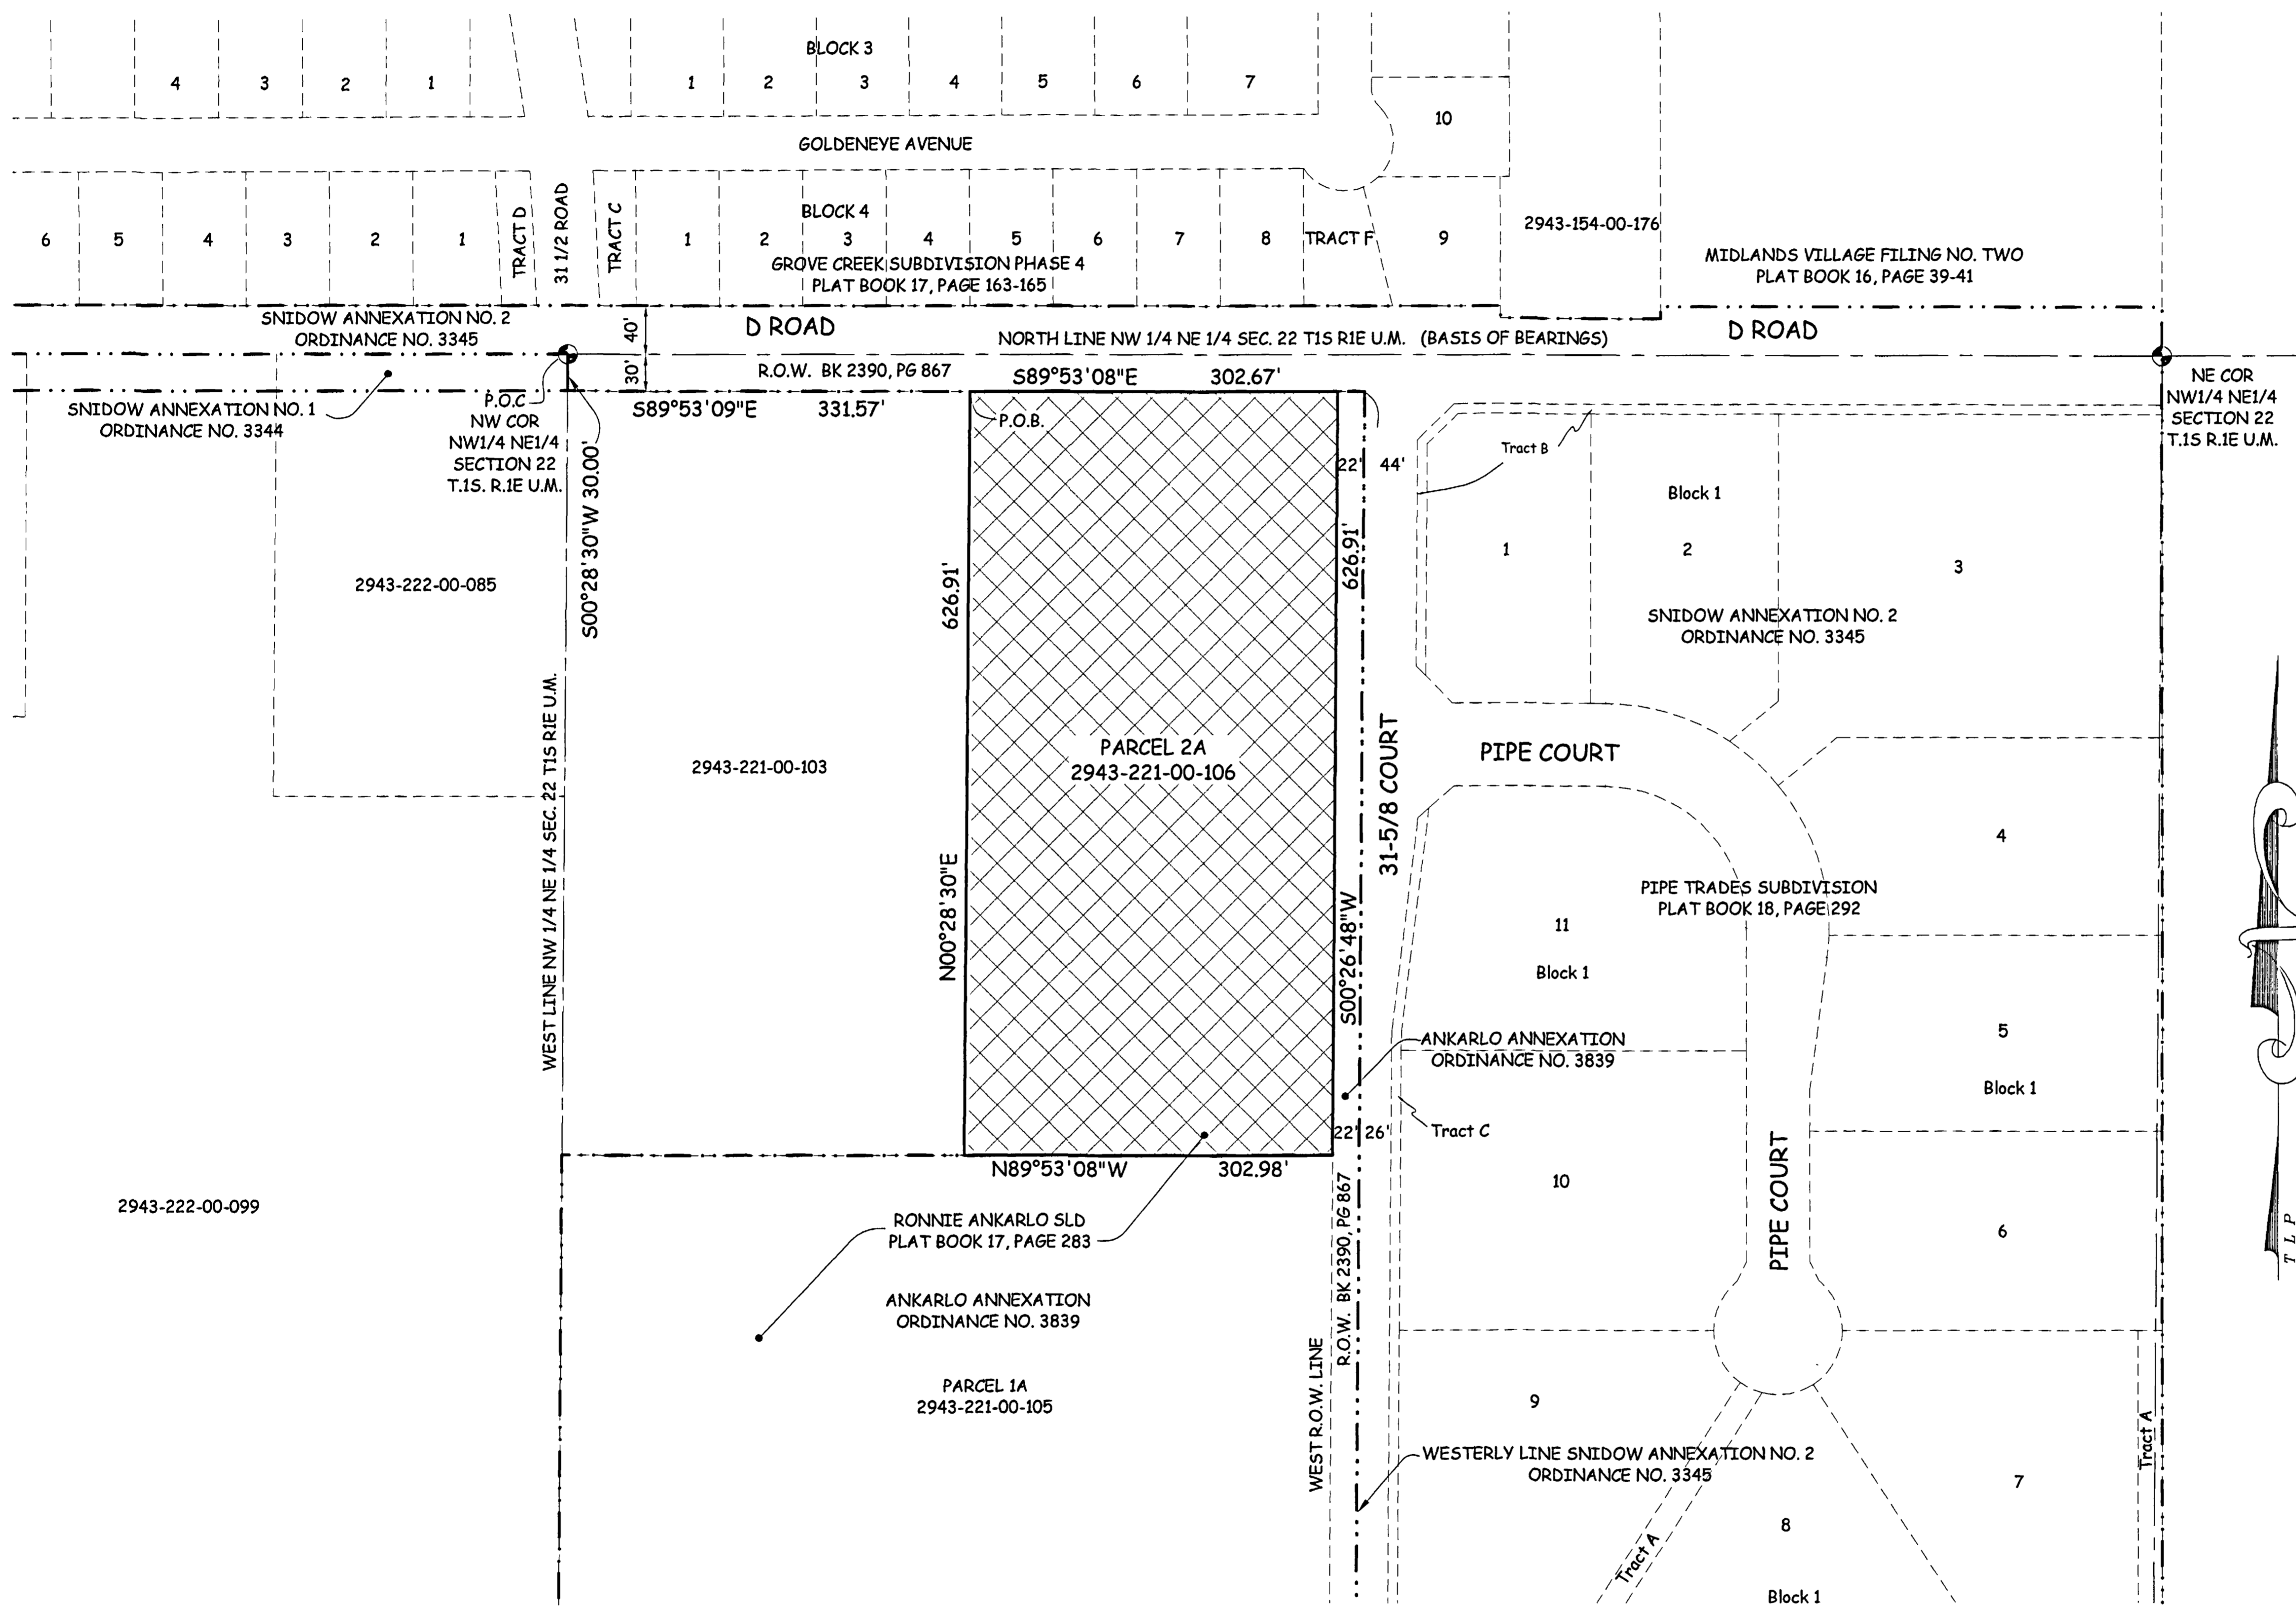 BLOCK 3
4 3 2 1
1 2 3 4 5 6 7
10
GOLDENEYE AVENUE
6 5 4 3 2 1
TRACT D
31 1/2 ROAD
TRACT C
BLOCK 4
1 2 3 4 5 6 7 8
TRACT F
9
2943-154-00-176
GROVE CREEK SUBDIVISION PHASE 4
PLAT BOOK 17, PAGE 163-165
MIDLANDS VILLAGE FILING NO. TWO
PLAT BOOK 16, PAGE 39-41
SNIDOW ANNEXATION NO. 2
ORDINANCE NO. 3345
40'
30'
D ROAD
NORTH LINE NW 1/4 NE 1/4 SEC. 22 T1S R1E U.M. (BASIS OF BEARINGS)
D ROAD
R.O.W. BK 2390, PG 867
S89°53'08"E 302.67'
SNIDOW ANNEXATION NO. 1
ORDINANCE NO. 3344
P.O.C
NW COR
NW1/4 NE1/4
SECTION 22
T.1S. R.1E U.M.
S89°53'09"E 331.57'
P.O.B.
NE COR
NW1/4 NE1/4
SECTION 22
T.1S R.1E U.M.
S00°28'30"W 30.00'
22' 44'
Tract B
Block 1
1
2
3
626.91'
626.91'
2943-222-00-085
SNIDOW ANNEXATION NO. 2
ORDINANCE NO. 3345
WEST LINE NW 1/4 NE 1/4 SEC. 22 T1S R1E U.M.
2943-221-00-103
PARCEL 2A
2943-221-00-106
31-5/8 COURT
PIPE COURT
4
N00°28'30"E
S00°26'48"W
PIPE TRADES SUBDIVISION
PLAT BOOK 18, PAGE 292
11
Block 1
5
Block 1
ANKARLO ANNEXATION
ORDINANCE NO. 3839
22' 26'
Tract C
N89°53'08"W 302.98'
2943-222-00-099
10
PIPE COURT
6
RONNIE ANKARLO SLD
PLAT BOOK 17, PAGE 283
R.O.W. BK 2390, PG 867
WEST R.O.W. LINE
ANKARLO ANNEXATION
ORDINANCE NO. 3839
PARCEL 1A
2943-221-00-105
9
WESTERLY LINE SNIDOW ANNEXATION NO. 2
ORDINANCE NO. 3345
Tract A
7
8
Tract A
Block 1
T L P